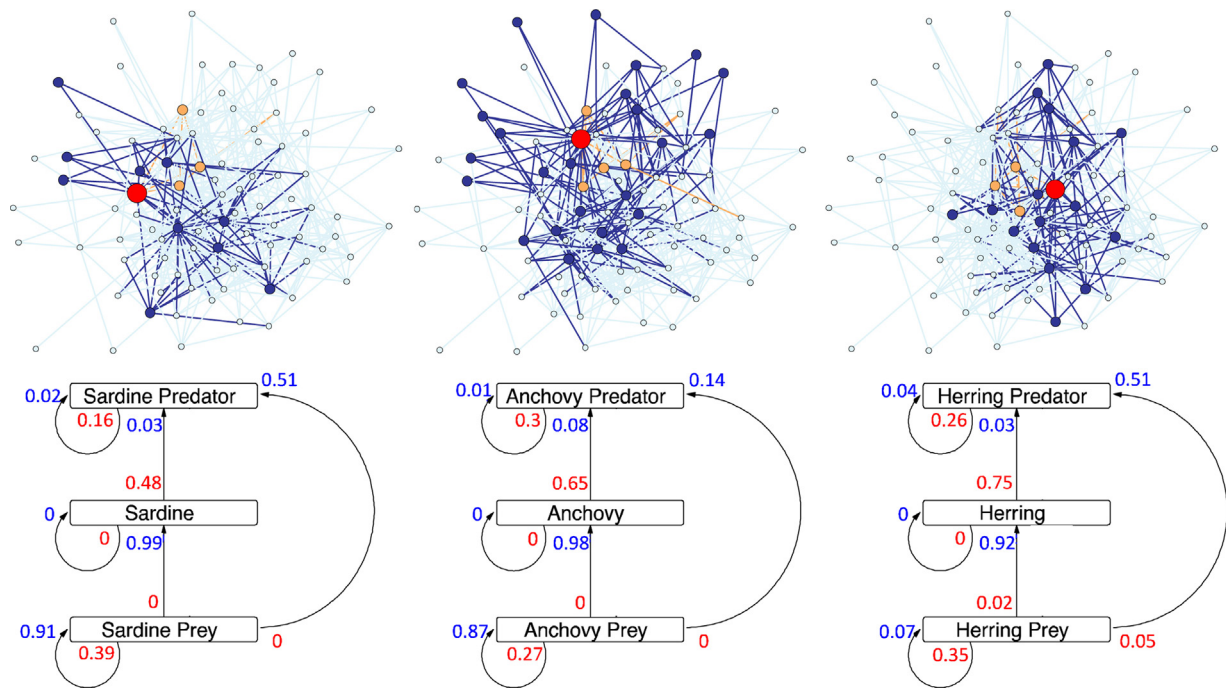 0.02 Sardine Predator 0.51
0.16 0.03
0.48
0 Sardine
0 0.99
0
0.91 Sardine Prey 0
0.39
0.01 Anchovy Predator 0.14
0.3 0.08
0.65
0 Anchovy
0 0.98
0
0.87 Anchovy Prey 0
0.27
0.04 Herring Predator 0.51
0.26 0.03
0.75
0 Herring
0 0.92
0.02
0.07 Herring Prey 0.05
0.35